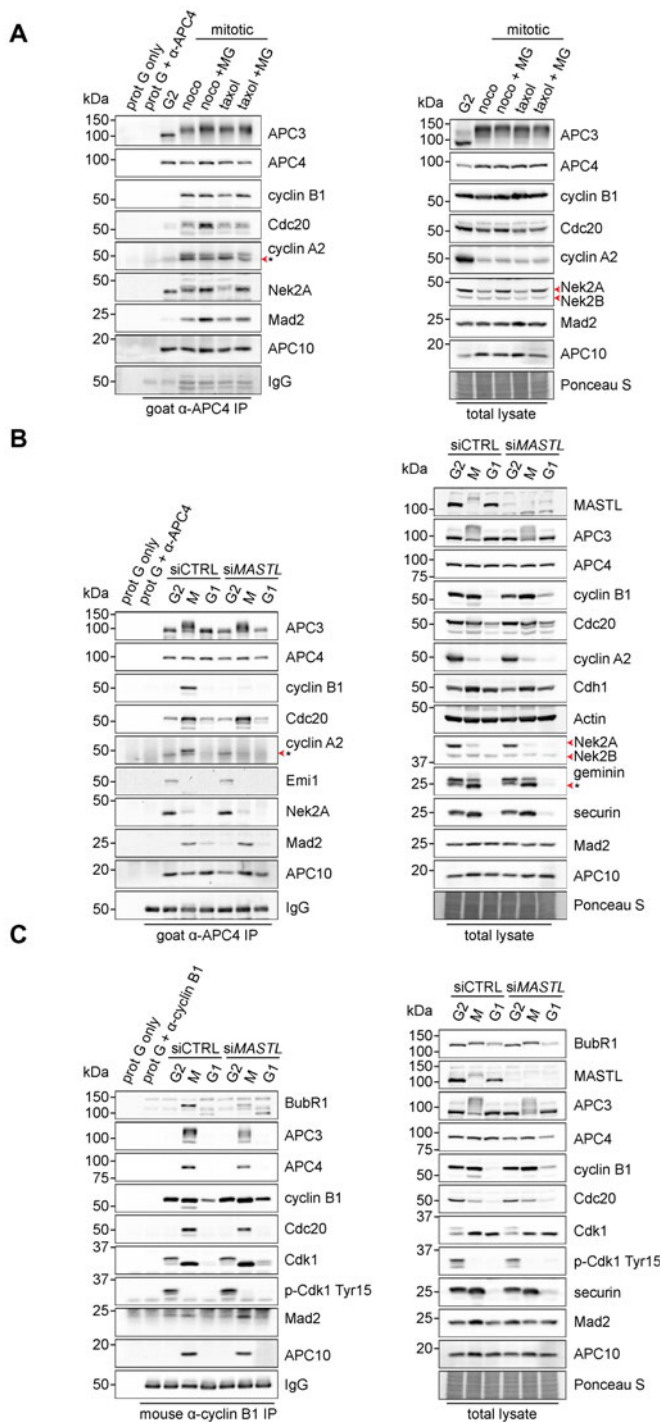 A
mitotic
prot G only
prot G + α-APC4
G2
noco
noco +MG
taxol
taxol+MG
kDa
150
100
APC3
100
APC4
50
cyclin B1
50
Cdc20
50
cyclin A2
*
50
Nek2A
25
Mad2
20
APC10
50
IgG
goat α-APC4 IP
mitotic
G2
noco
noco + MG
taxol
taxol + MG
kDa
150
100
APC3
100
APC4
50
cyclin B1
50
Cdc20
50
cyclin A2
50
Nek2A
Nek2B
25
Mad2
20
APC10
Ponceau S
total lysate
B
prot G only
prot G + α-APC4
siCTRL
siMASTL
G2
M
G1
G2
M
G1
kDa
150
100
APC3
100
APC4
50
cyclin B1
50
Cdc20
50
cyclin A2
*
Emi1
50
37
Nek2A
25
Mad2
20
APC10
50
IgG
goat α-APC4 IP
siCTRL
siMASTL
kDa
G2
M
G1
G2
M
G1
100
MASTL
150
100
APC3
100
75
APC4
50
cyclin B1
50
Cdc20
50
cyclin A2
50
Cdh1
50
Actin
50
37
Nek2A
Nek2B
25
geminin
*
25
securin
25
Mad2
20
APC10
Ponceau S
total lysate
C
prot G only
prot G + α-cyclin B1
siCTRL
siMASTL
G2
M
G1
G2
M
G1
kDa
150
100
BubR1
100
APC3
100
75
APC4
50
cyclin B1
50
Cdc20
37
Cdk1
37
p-Cdk1 Tyr15
25
Mad2
20
APC10
50
IgG
mouse α-cyclin B1 IP
siCTRL
siMASTL
kDa
G2
M
G1
G2
M
G1
150
100
BubR1
100
MASTL
150
100
APC3
100
APC4
75
50
cyclin B1
50
Cdc20
37
Cdk1
37
p-Cdk1 Tyr15
25
securin
25
Mad2
20
APC10
Ponceau S
total lysate